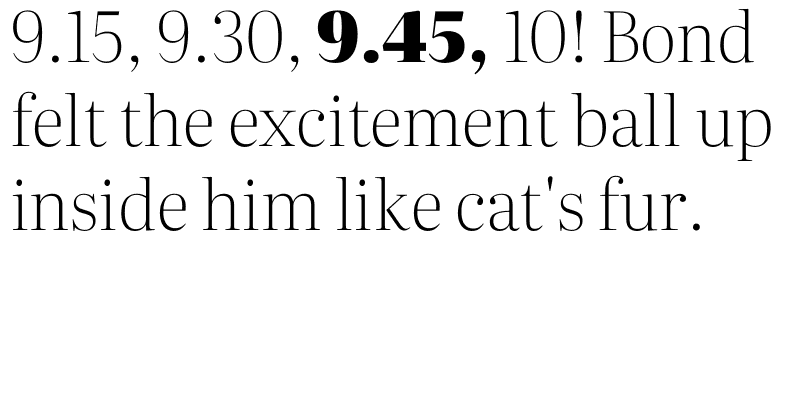 9.15, 9.30, 9.45, 10! Bond
felt the excitement ball up
inside him like cat's fur.